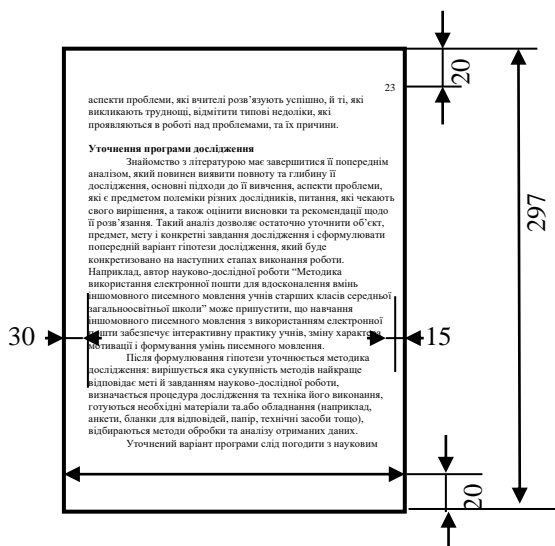 20
23
аспекти проблеми, які вчителі розв’язують успішно, й ті, які
викликають труднощі, відмітити типові недоліки, які
проявляються в роботі над проблемами, та їх причини.
Уточнення програми дослідження
Знайомство з літературою має завершитися її попереднім
аналізом, який повинен виявити повноту та глибину її
дослідження, основні підходи до її вивчення, аспекти проблеми,
які є предметом полеміки різних дослідників, питання, які чекають
свого вирішення, а також оцінити висновки та рекомендації щодо
її розв’язання. Такий аналіз дозволяє остаточно уточнити об’єкт,
предмет, мету і конкретні завдання дослідження і сформулювати
попередній варіант гіпотези дослідження, який буде
конкретизовано на наступних етапах виконання роботи.
Наприклад, автор науково-дослідної роботи “Методика
використання електронної пошти для вдосконалення вмінь
іншомовного писемного мовлення учнів старших класів середньої
загальноосвітньої школи” може припустити, що навчання
іншомовного писемного мовлення з використанням електронної
пошти забезпечує інтерактивну практику учнів, зміну характера
мотивації і формування умінь писемного мовлення.
Після формулювання гіпотези уточнюється методика
дослідження: вирішується яка сукупність методів найкраще
відповідає меті й завданням науково-дослідної роботи,
визначається процедура дослідження та техніка його виконання,
готуються необхідні матеріали та.або обладнання (наприклад,
анкети, бланки для відповідей, папір, технічні засоби тощо),
відбираються методи обробки та аналізу отриманих даних.
Уточнений варіант програми слід погодити з науковим
297
30
15
20